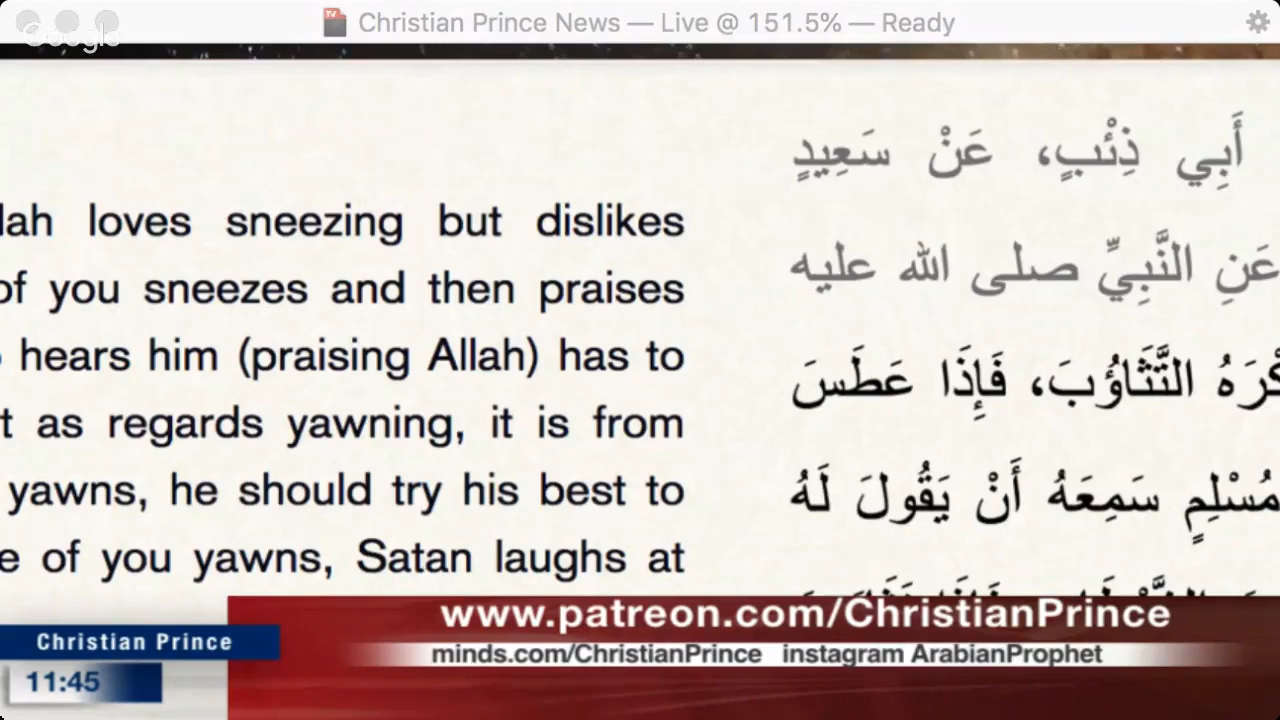 Christian Prince News — Live @ 151.5% — Ready
Google
أَبِي ذِئْبٍ، عَنْ سَعِيدٍ
lah loves sneezing but dislikes
عَنِ النَّبِيِّ صلى الله عليه
of you sneezes and then praises
hears him (praising Allah) has to
كْرَهُ التَّثَاؤُبَ، فَإِذَا عَطَسَ
t as regards yawning, it is from
yawns, he should try his best to
مُسْلِمٍ سَمِعَهُ أَنْ يَقُولَ لَهُ
e of you yawns, Satan laughs at
www.patreon.com/ChristianPrince
Christian Prince
minds.com/ChristianPrince instagram ArabianProphet
11:45